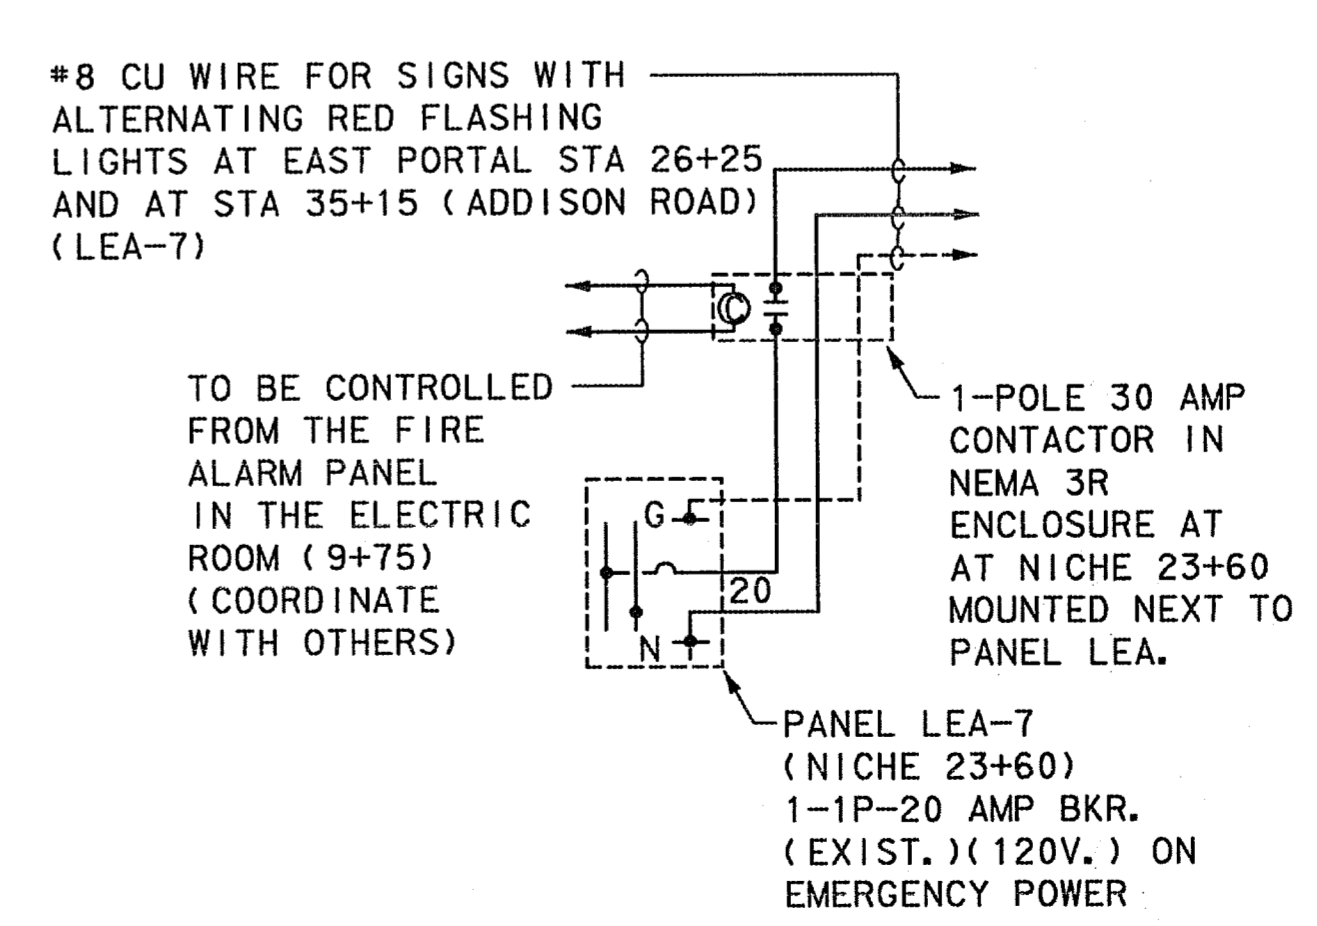 #8 CU WIRE FOR SIGNS WITH
ALTERNATING RED FLASHING
LIGHTS AT EAST PORTAL STA 26+25
AND AT STA 35+15 (ADDISON ROAD)
(LEA-7)
C
TO BE CONTROLLED
FROM THE FIRE
ALARM PANEL
IN THE ELECTRIC
ROOM (9+75)
(COORDINATE
WITH OTHERS)
1-POLE 30 AMP
CONTACTOR IN
NEMA 3R
ENCLOSURE AT
AT NICHE 23+60
MOUNTED NEXT TO
PANEL LEA.
G
20
N
PANEL LEA-7
(NICHE 23+60)
1-1P-20 AMP BKR.
(EXIST.)(120V.) ON
EMERGENCY POWER